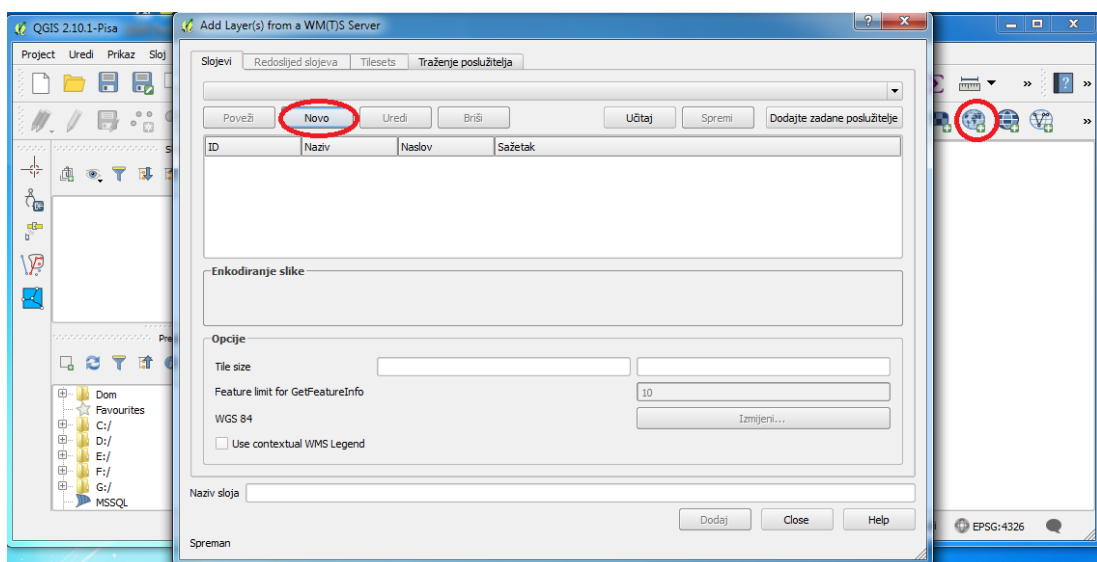 QGIS 2.10.1-Pisa
Add Layer(s) from a WM(T)S Server
Project Uredi Prikaz Sloj
Slojevi Redoslijed slojeva Tilesets Traženje poslužitelja
Poveži Novo Uredi Briši Učitaj Spremi Dodajte zadane poslužitelje
ID Naziv Naslov Sažetak
Enkodiranje slike
Opcije
Tile size
Feature limit for GetFeatureInfo 10
WGS 84 Izmijeni...
Use contextual WMS Legend
Pre
Dom
Favourites
C:/
D:/
E:/
F:/
G:/
MSSQL
Naziv sloja
Dodaj Close Help
EPSG:4326
Spreman